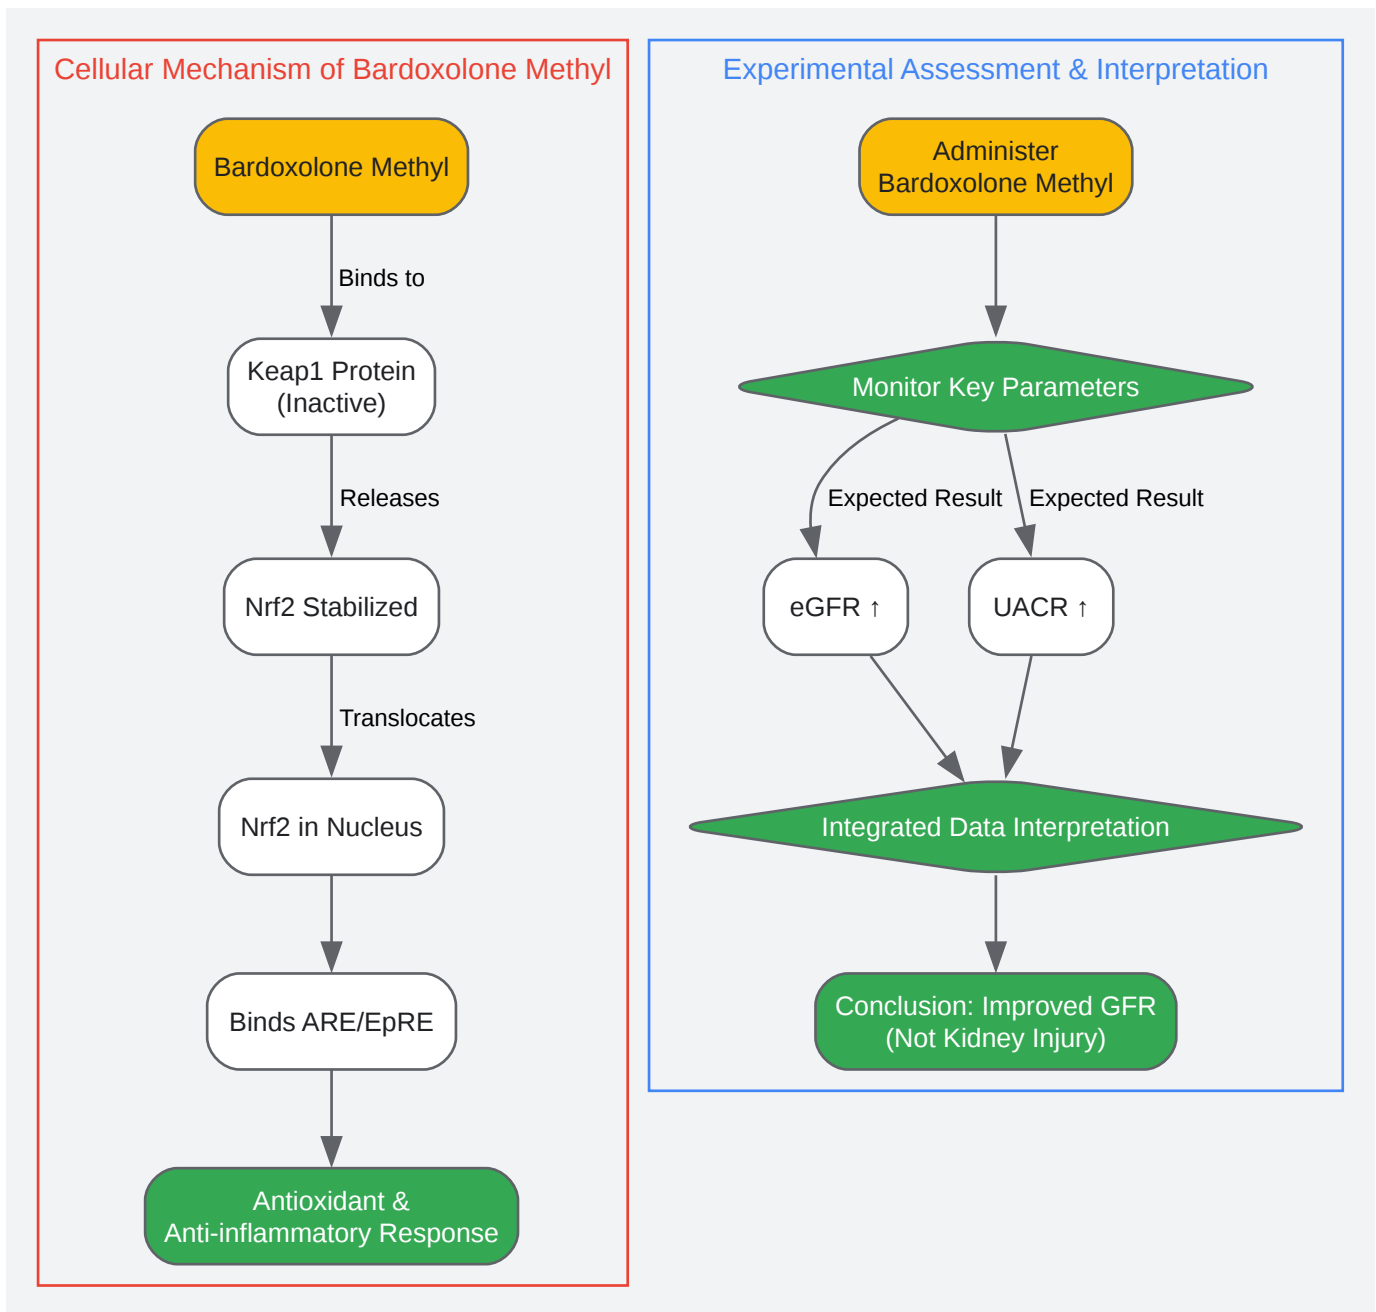 Cellular Mechanism of Bardoxolone Methyl
Bardoxolone Methyl
Binds to
Keap1 Protein
(Inactive)
Releases
Nrf2 Stabilized
Translocates
Nrf2 in Nucleus
Binds ARE/EpRE
Antioxidant &
Anti-inflammatory Response
Experimental Assessment & Interpretation
Administer
Bardoxolone Methyl
Monitor Key Parameters
Expected Result
Expected Result
eGFR ↑
UACR ↑
Integrated Data Interpretation
Conclusion: Improved GFR
(Not Kidney Injury)